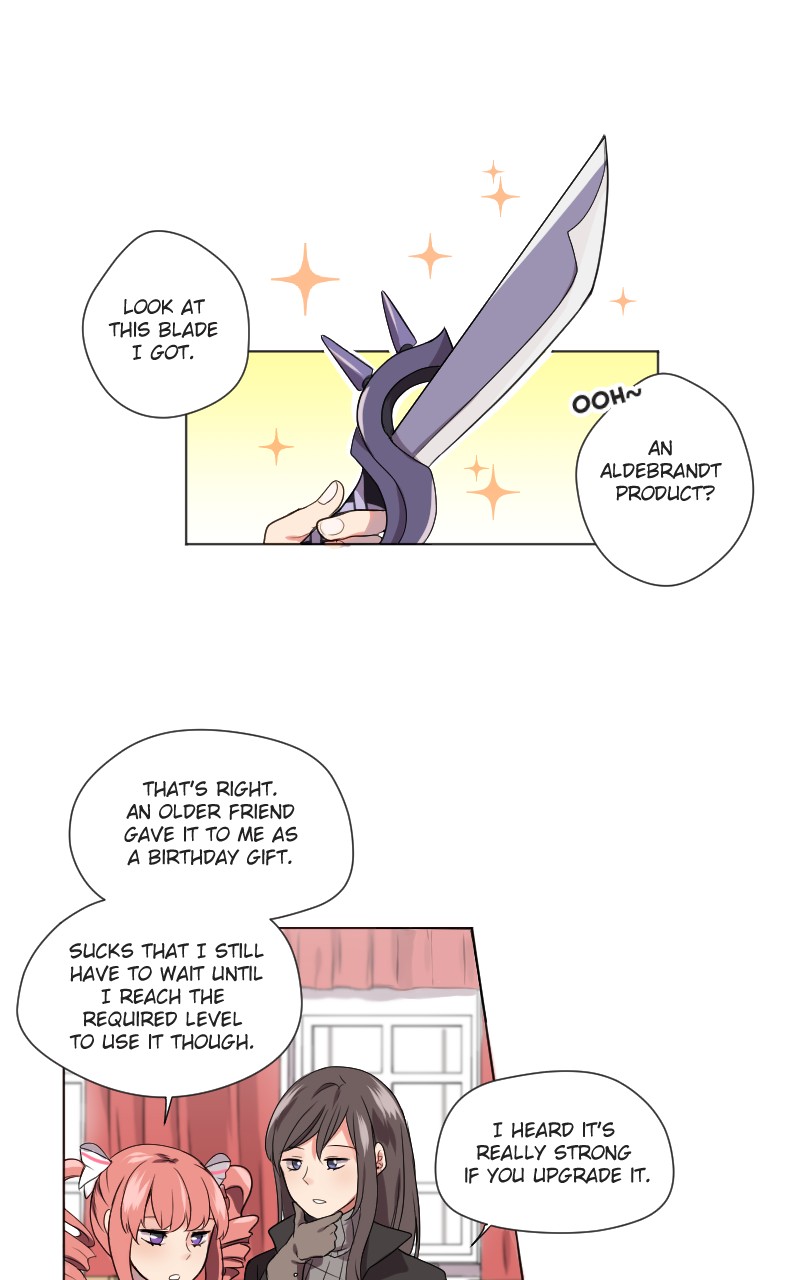 LOOK AT
THIS BLADE
I GOT.
OOH~
AN
ALDEBRANDT
PRODUCT?
THAT'S RIGHT.
AN OLDER FRIEND
GAVE IT TO ME AS
A BIRTHDAY GIFT.
SUCKS THAT I STILL
HAVE TO WAIT UNTIL
I REACH THE
REQUIRED LEVEL
TO USE IT THOUGH.
I HEARD IT'S
REALLY STRONG
IF YOU UPGRADE IT.